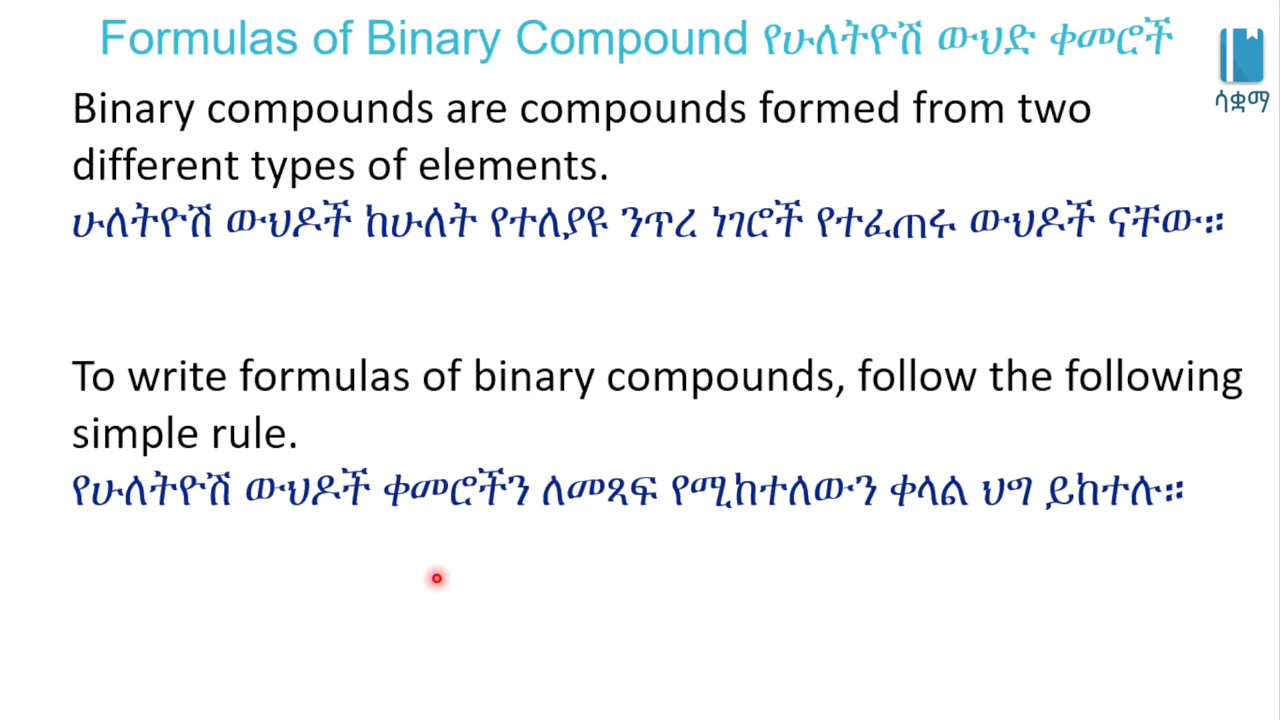 Formulas of Binary Compound የሁለትዮሽ ውህድ ቀመሮች
ሳቋማ
Binary compounds are compounds formed from two
different types of elements.
ሁለትዮሽ ውህዶች ከሁለት የተለያዩ ንጥረ ነገሮች የተፈጠሩ ውህዶች ናቸው።
To write formulas of binary compounds, follow the following
simple rule.
የሁለትዮሽ ውህዶች ቀመሮችን ለመጻፍ የሚከተለውን ቀላል ህግ ይከተሉ።